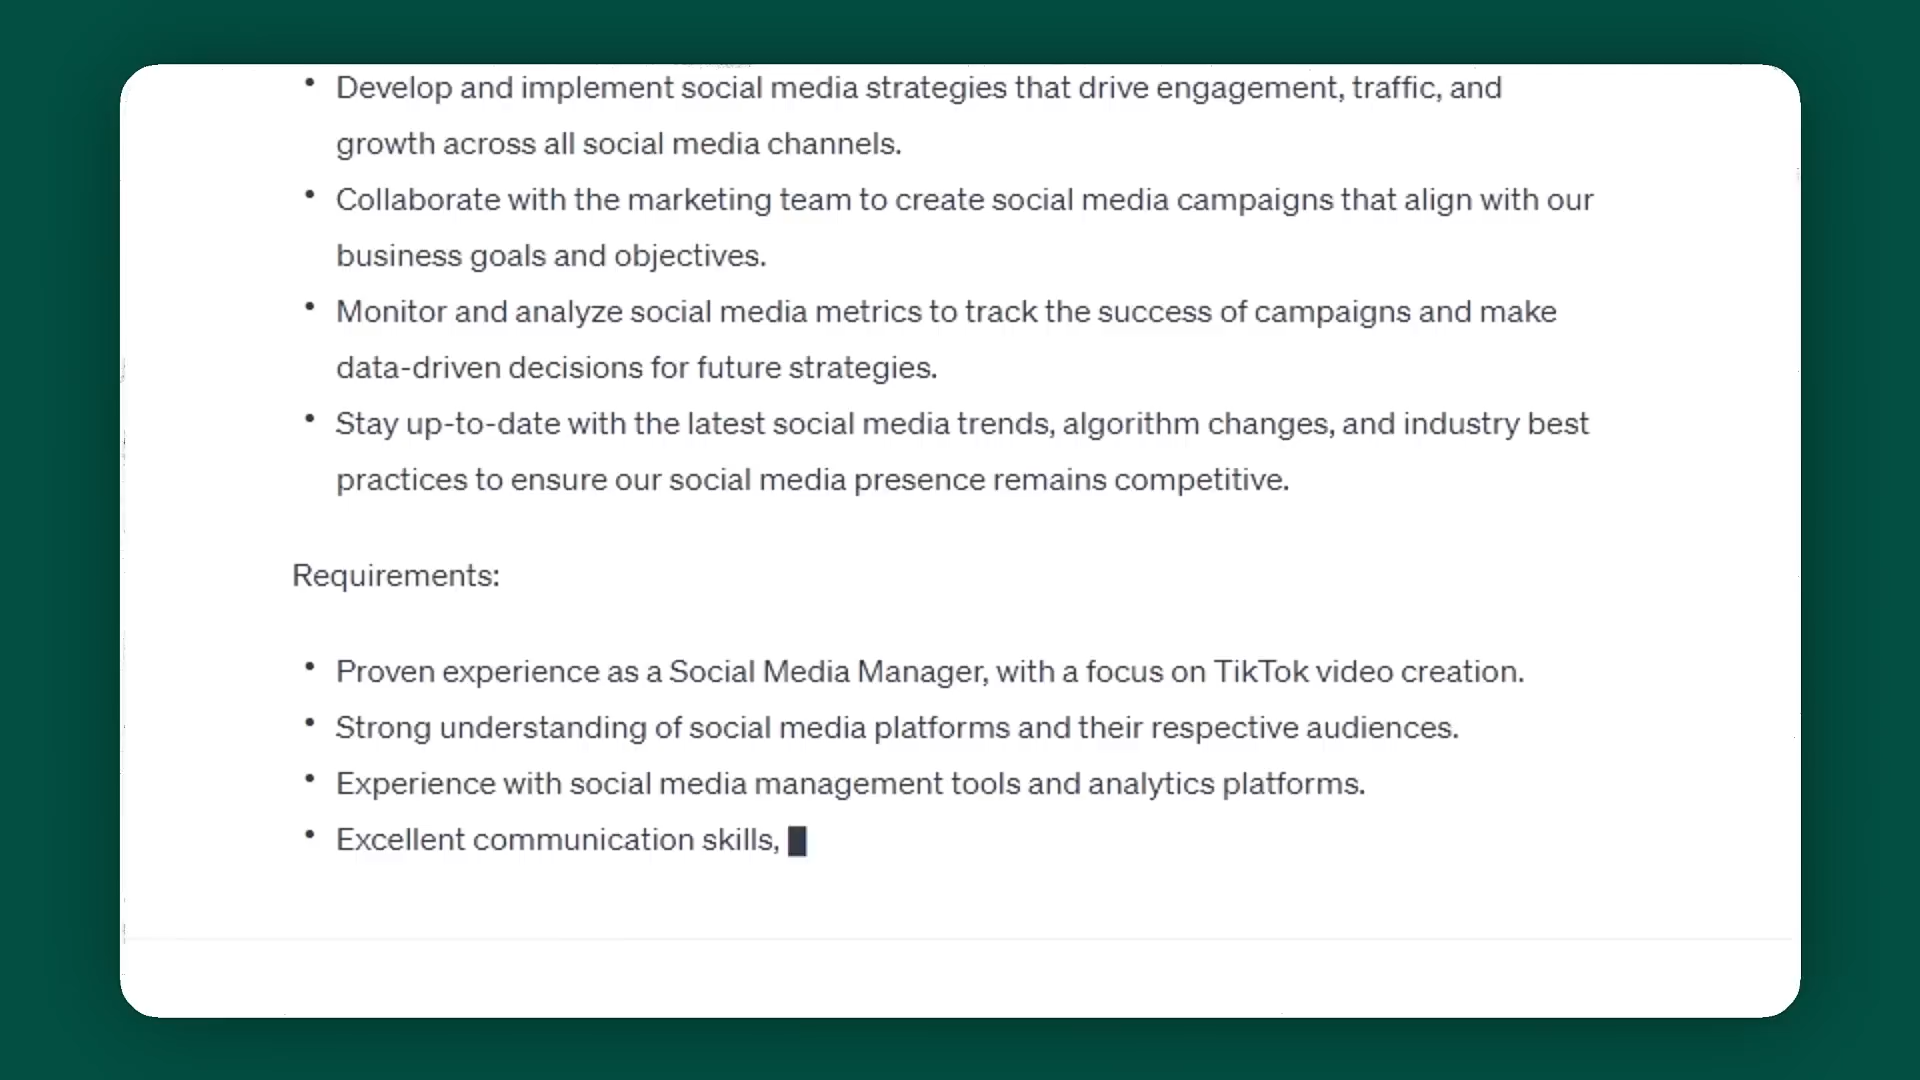 • Develop and implement social media strategies that drive engagement, traffic, and
growth across all social media channels.
• Collaborate with the marketing team to create social media campaigns that align with our
business goals and objectives.
• Monitor and analyze social media metrics to track the success of campaigns and make
data-driven decisions for future strategies.
• Stay up-to-date with the latest social media trends, algorithm changes, and industry best
practices to ensure our social media presence remains competitive.
Requirements:
• Proven experience as a Social Media Manager, with a focus on TikTok video creation.
• Strong understanding of social media platforms and their respective audiences.
• Experience with social media management tools and analytics platforms.
• Excellent communication skills,